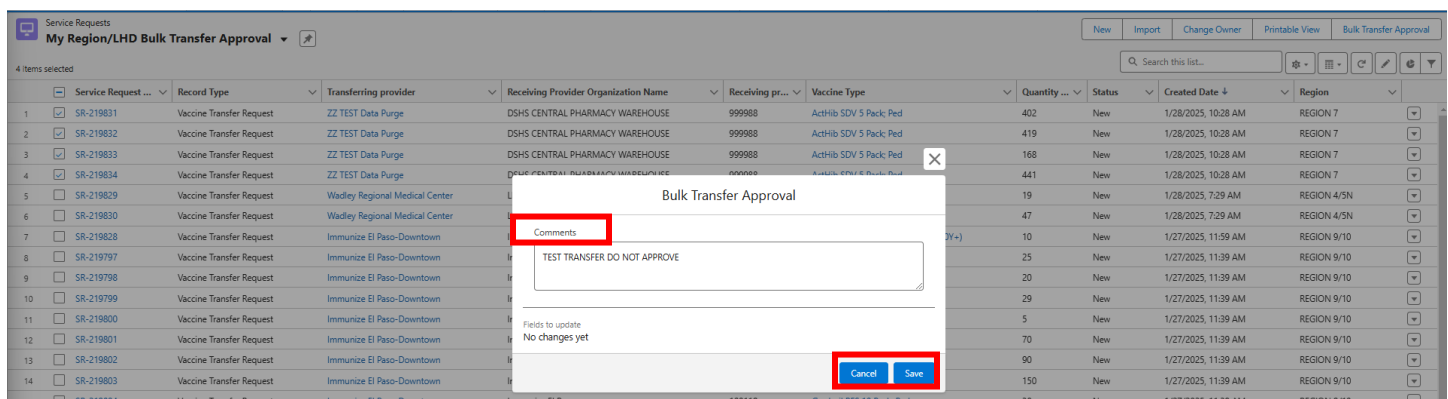 Service Requests
My Region/LHD Bulk Transfer Approval
New Import Change Owner Printable View Bulk Transfer Approval
4 items selected
Search this list...
Service Request ... Record Type Transferring provider Receiving Provider Organization Name Receiving pr... Vaccine Type Quantity ... Status Created Date Region
1 SR-219831 Vaccine Transfer Request ZZ TEST Data Purge DSHS CENTRAL PHARMACY WAREHOUSE 999988 ActHib SDV 5 Pack; Ped 402 New 1/28/2025, 10:28 AM REGION 7
2 SR-219832 Vaccine Transfer Request ZZ TEST Data Purge DSHS CENTRAL PHARMACY WAREHOUSE 999988 ActHib SDV 5 Pack; Ped 419 New 1/28/2025, 10:28 AM REGION 7
3 SR-219833 Vaccine Transfer Request ZZ TEST Data Purge DSHS CENTRAL PHARMACY WAREHOUSE 999988 ActHib SDV 5 Pack; Ped 168 New 1/28/2025, 10:28 AM REGION 7
4 SR-219834 Vaccine Transfer Request ZZ TEST Data Purge DSHS CENTRAL PHARMACY WAREHOUSE 999988 ActHib SDV 5 Pack; Ped 441 New 1/28/2025, 10:28 AM REGION 7
5 SR-219829 Vaccine Transfer Request Wadley Regional Medical Center 19 New 1/28/2025, 7:29 AM REGION 4/5N
6 SR-219830 Vaccine Transfer Request Wadley Regional Medical Center 47 New 1/28/2025, 7:29 AM REGION 4/5N
7 SR-219828 Vaccine Transfer Request Immunize El Paso-Downtown 10 New 1/27/2025, 11:59 AM REGION 9/10
8 SR-219797 Vaccine Transfer Request Immunize El Paso-Downtown 25 New 1/27/2025, 11:39 AM REGION 9/10
9 SR-219798 Vaccine Transfer Request Immunize El Paso-Downtown 20 New 1/27/2025, 11:39 AM REGION 9/10
10 SR-219799 Vaccine Transfer Request Immunize El Paso-Downtown 29 New 1/27/2025, 11:39 AM REGION 9/10
11 SR-219800 Vaccine Transfer Request Immunize El Paso-Downtown 5 New 1/27/2025, 11:39 AM REGION 9/10
12 SR-219801 Vaccine Transfer Request Immunize El Paso-Downtown 70 New 1/27/2025, 11:39 AM REGION 9/10
13 SR-219802 Vaccine Transfer Request Immunize El Paso-Downtown 90 New 1/27/2025, 11:39 AM REGION 9/10
14 SR-219803 Vaccine Transfer Request Immunize El Paso-Downtown 150 New 1/27/2025, 11:39 AM REGION 9/10
Bulk Transfer Approval
Comments
TEST TRANSFER DO NOT APPROVE
Fields to update
No changes yet
Cancel Save